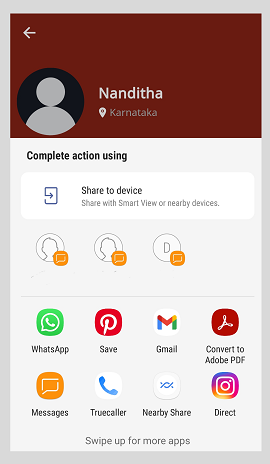 Nanditha
Karnataka
Complete action using
Share to device
Share with Smart View or nearby devices.
D
WhatsApp
Save
Gmail
Convert to
Adobe PDF
Messages
Truecaller
Nearby Share
Direct
Swipe up for more apps